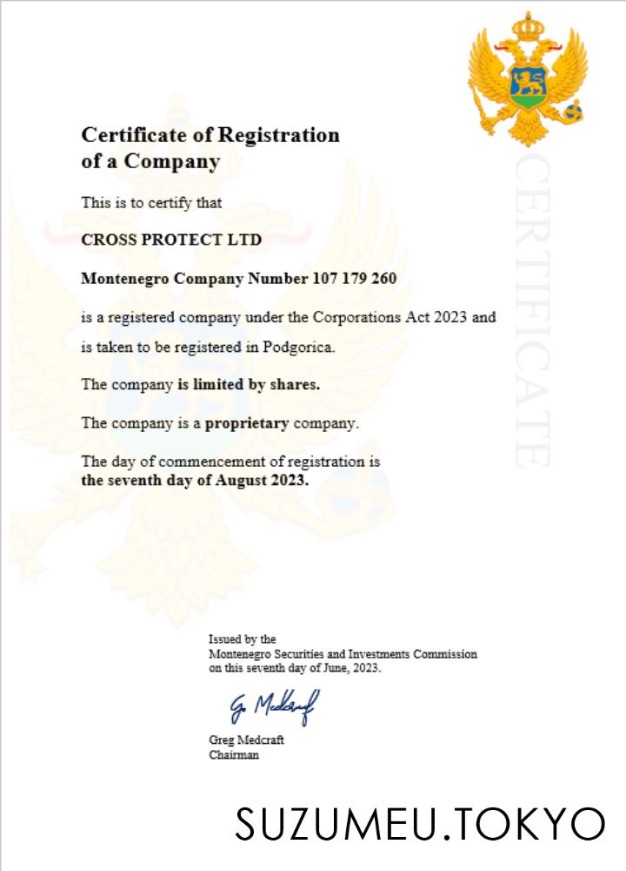 Certificate of Registration
of a Company
CERTIFICATE
This is to certify that
CROSS PROTECT LTD
Montenegro Company Number 107 179 260
is a registered company under the Corporations Act 2023 and
is taken to be registered in Podgorica.
The company is limited by shares.
The company is a proprietary company.
The day of commencement of registration is
the seventh day of August 2023.
Issued by the
Montenegro Securities and Investments Commission
on this seventh day of June, 2023.
G. Medcraft
Greg Medcraft
Chairman
SUZUMEU.TOKYO